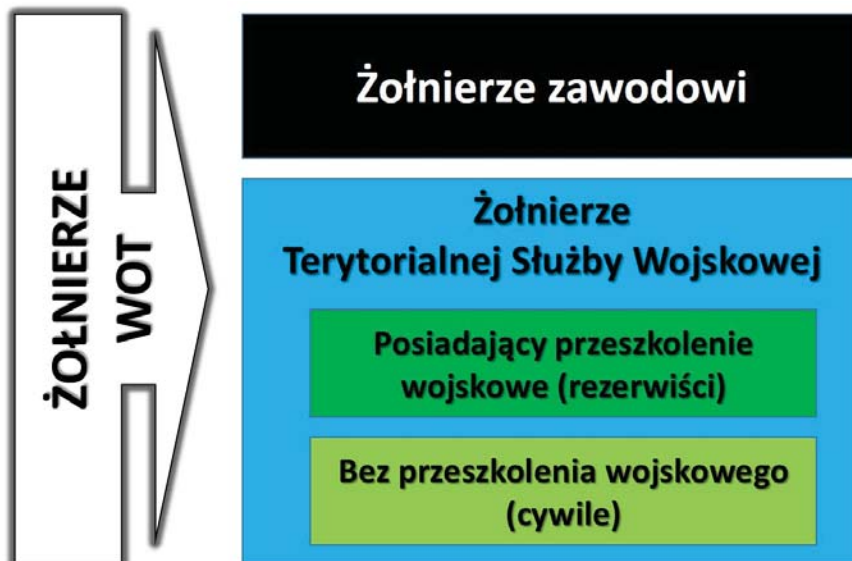 ŻOŁNIERZE
WOT
Żołnierze zawodowi
Żołnierze
Terytorialnej Służby Wojskowej
Posiadający przeszkolenie
wojskowe (rezerwiści)
Bez przeszkolenia wojskowego
(cywile)